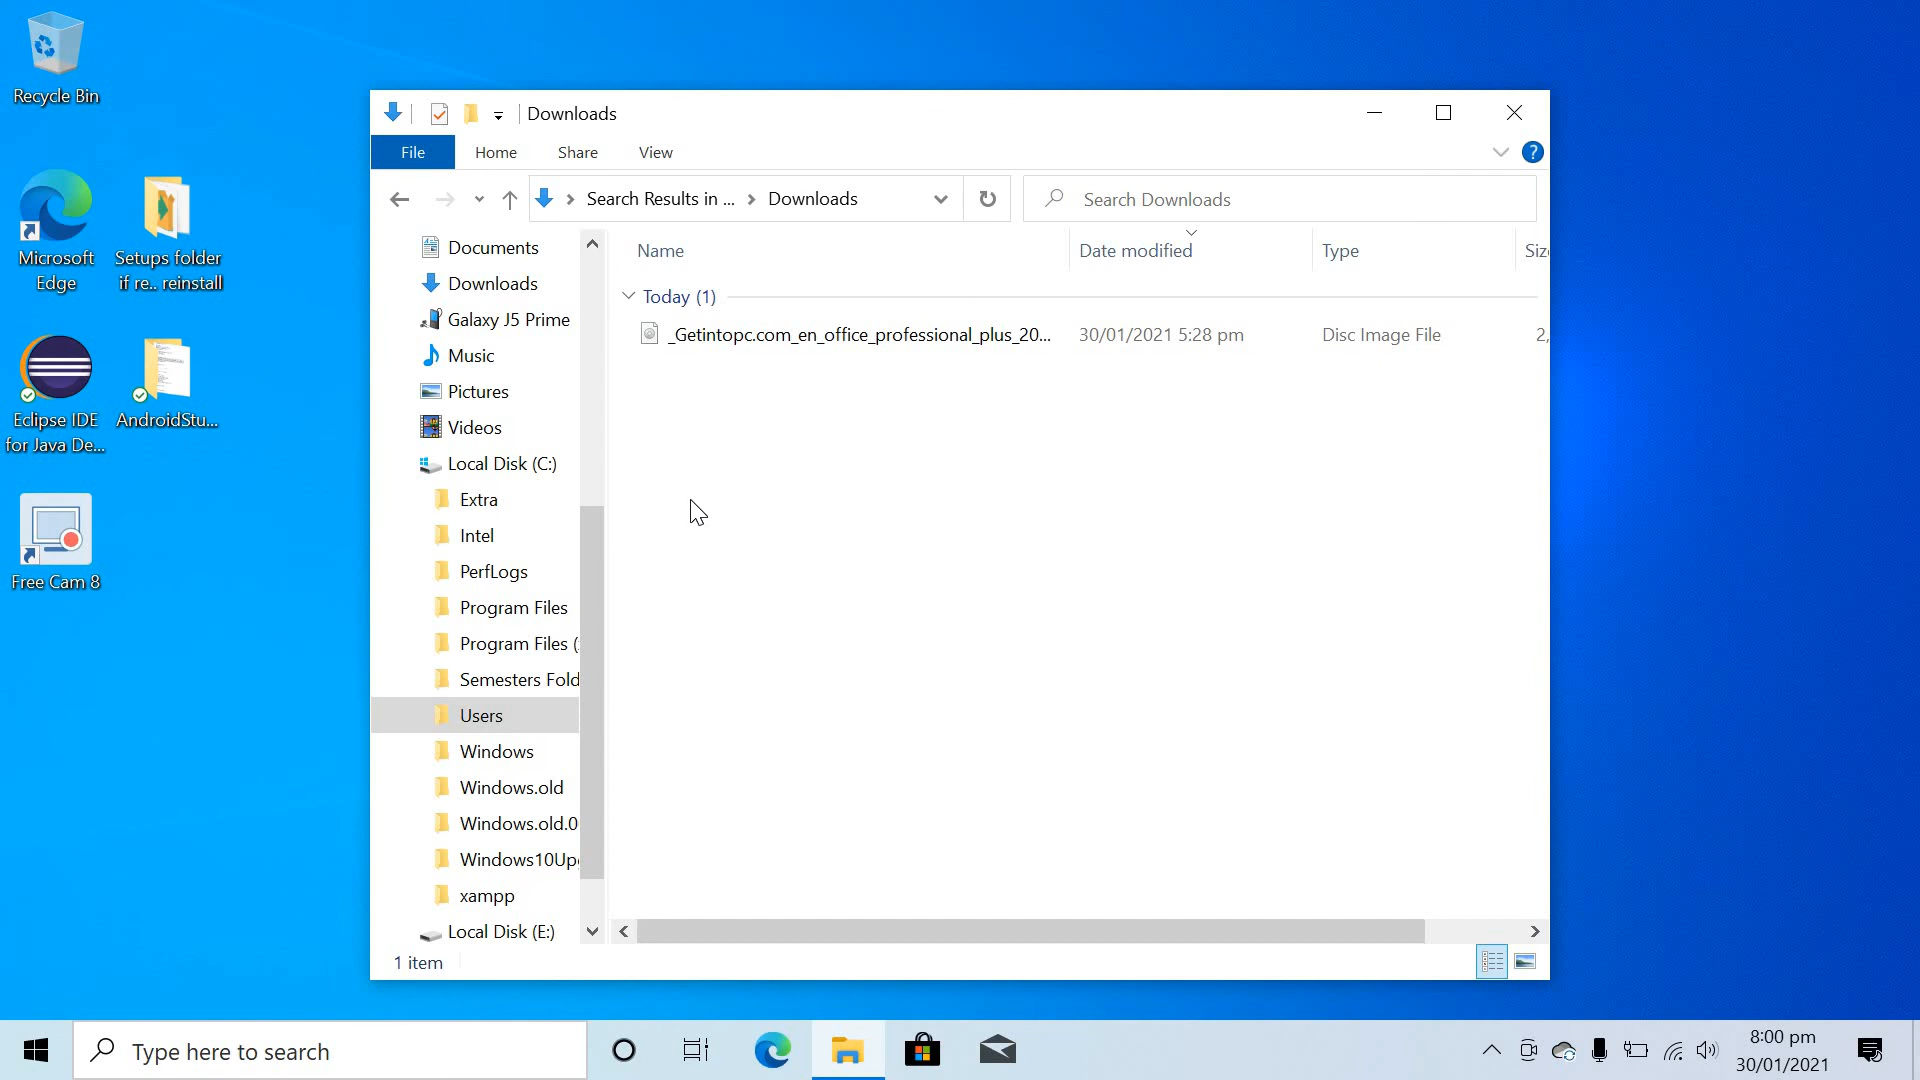 Recycle Bin
Microsoft
Edge
Setups folder
if re.. reinstall
Eclipse IDE
for Java De...
AndroidStu...
Free Cam 8
Downloads
File
Home
Share
View
?
Search Results in ...
Downloads
Search Downloads
Documents
Downloads
Galaxy J5 Prime
Music
Pictures
Videos
Local Disk (C:)
Extra
Intel
PerfLogs
Program Files
Program Files (
Semesters Fold
Users
Windows
Windows.old
Windows.old.0
Windows10Up
xampp
Local Disk (E:)
Name
Date modified
Type
Siz
Today (1)
_Getintopc.com_en_office_professional_plus_20...
30/01/2021 5:28 pm
Disc Image File
2,
1 item
Type here to search
8:00 pm
30/01/2021